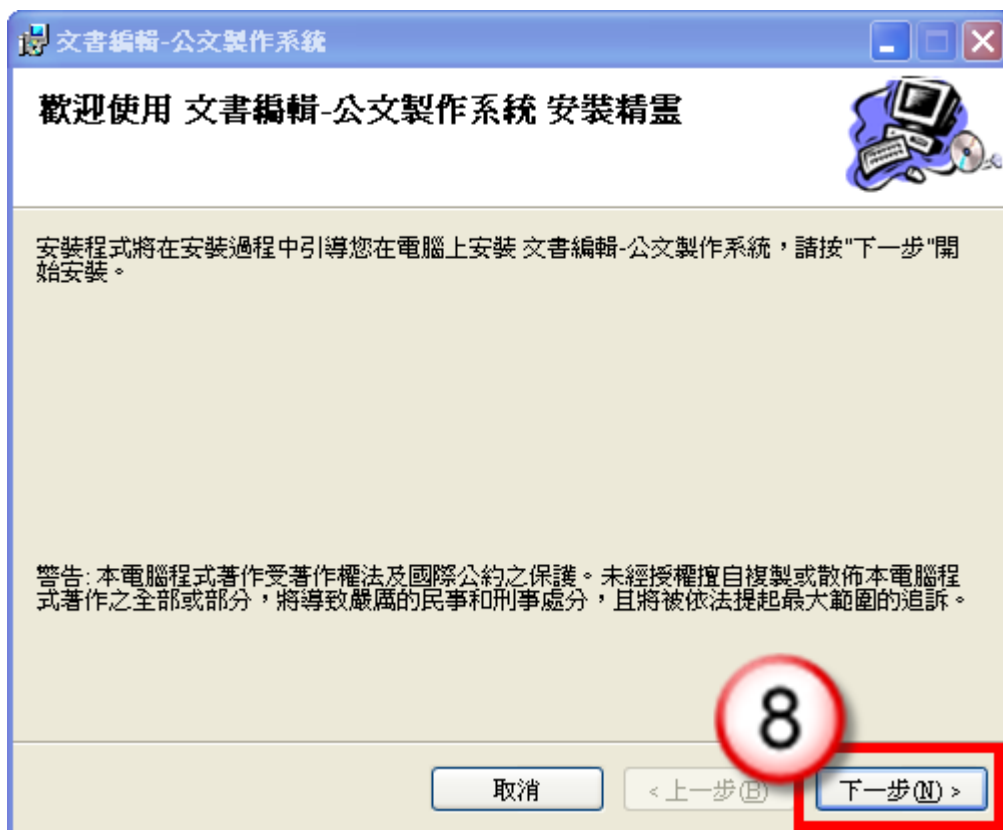 文書編輯-公文製作系統
歡迎使用 文書編輯-公文製作系統 安裝精靈
安裝程式將在安裝過程中引導您在電腦上安裝 文書編輯-公文製作系統，請按"下一步"開
始安裝。
警告: 本電腦程式著作受著作權法及國際公約之保護。未經授權擅自複製或散佈本電腦程
式著作之全部或部分，將導致嚴厲的民事和刑事處分，且將被依法提起最大範圍的追訴。
8
取消
<上一步(B)
下一步(N) >